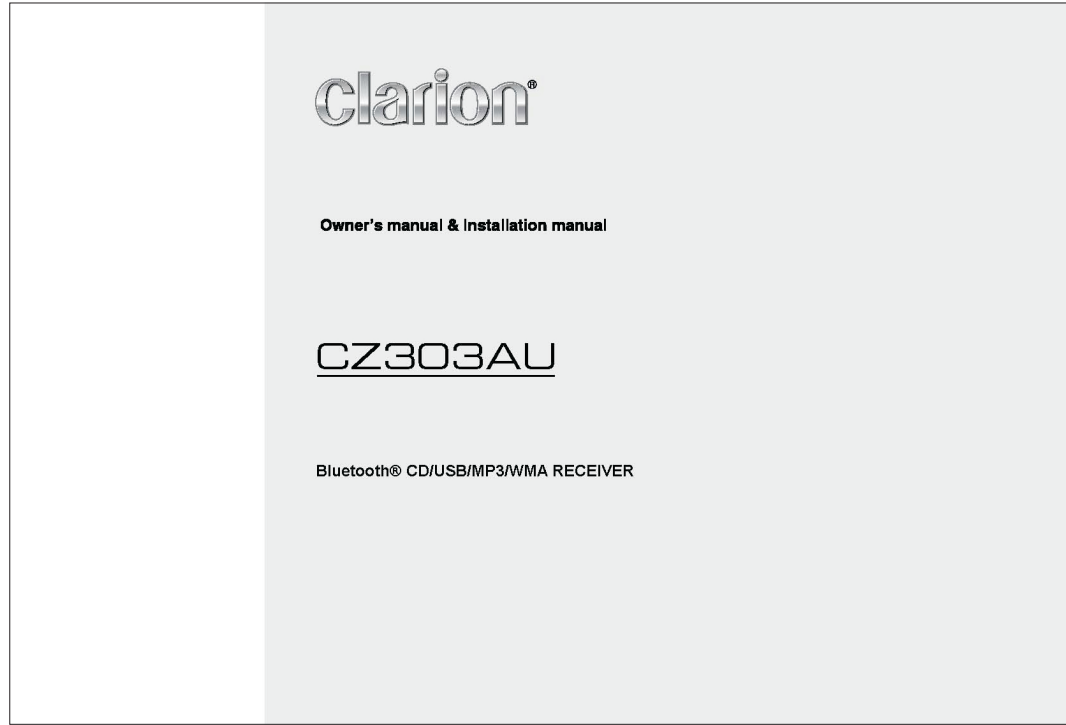 clarion®
Owner's manual & Installation manual
CZ303AU
Bluetooth® CD/USB/MP3/WMA RECEIVER